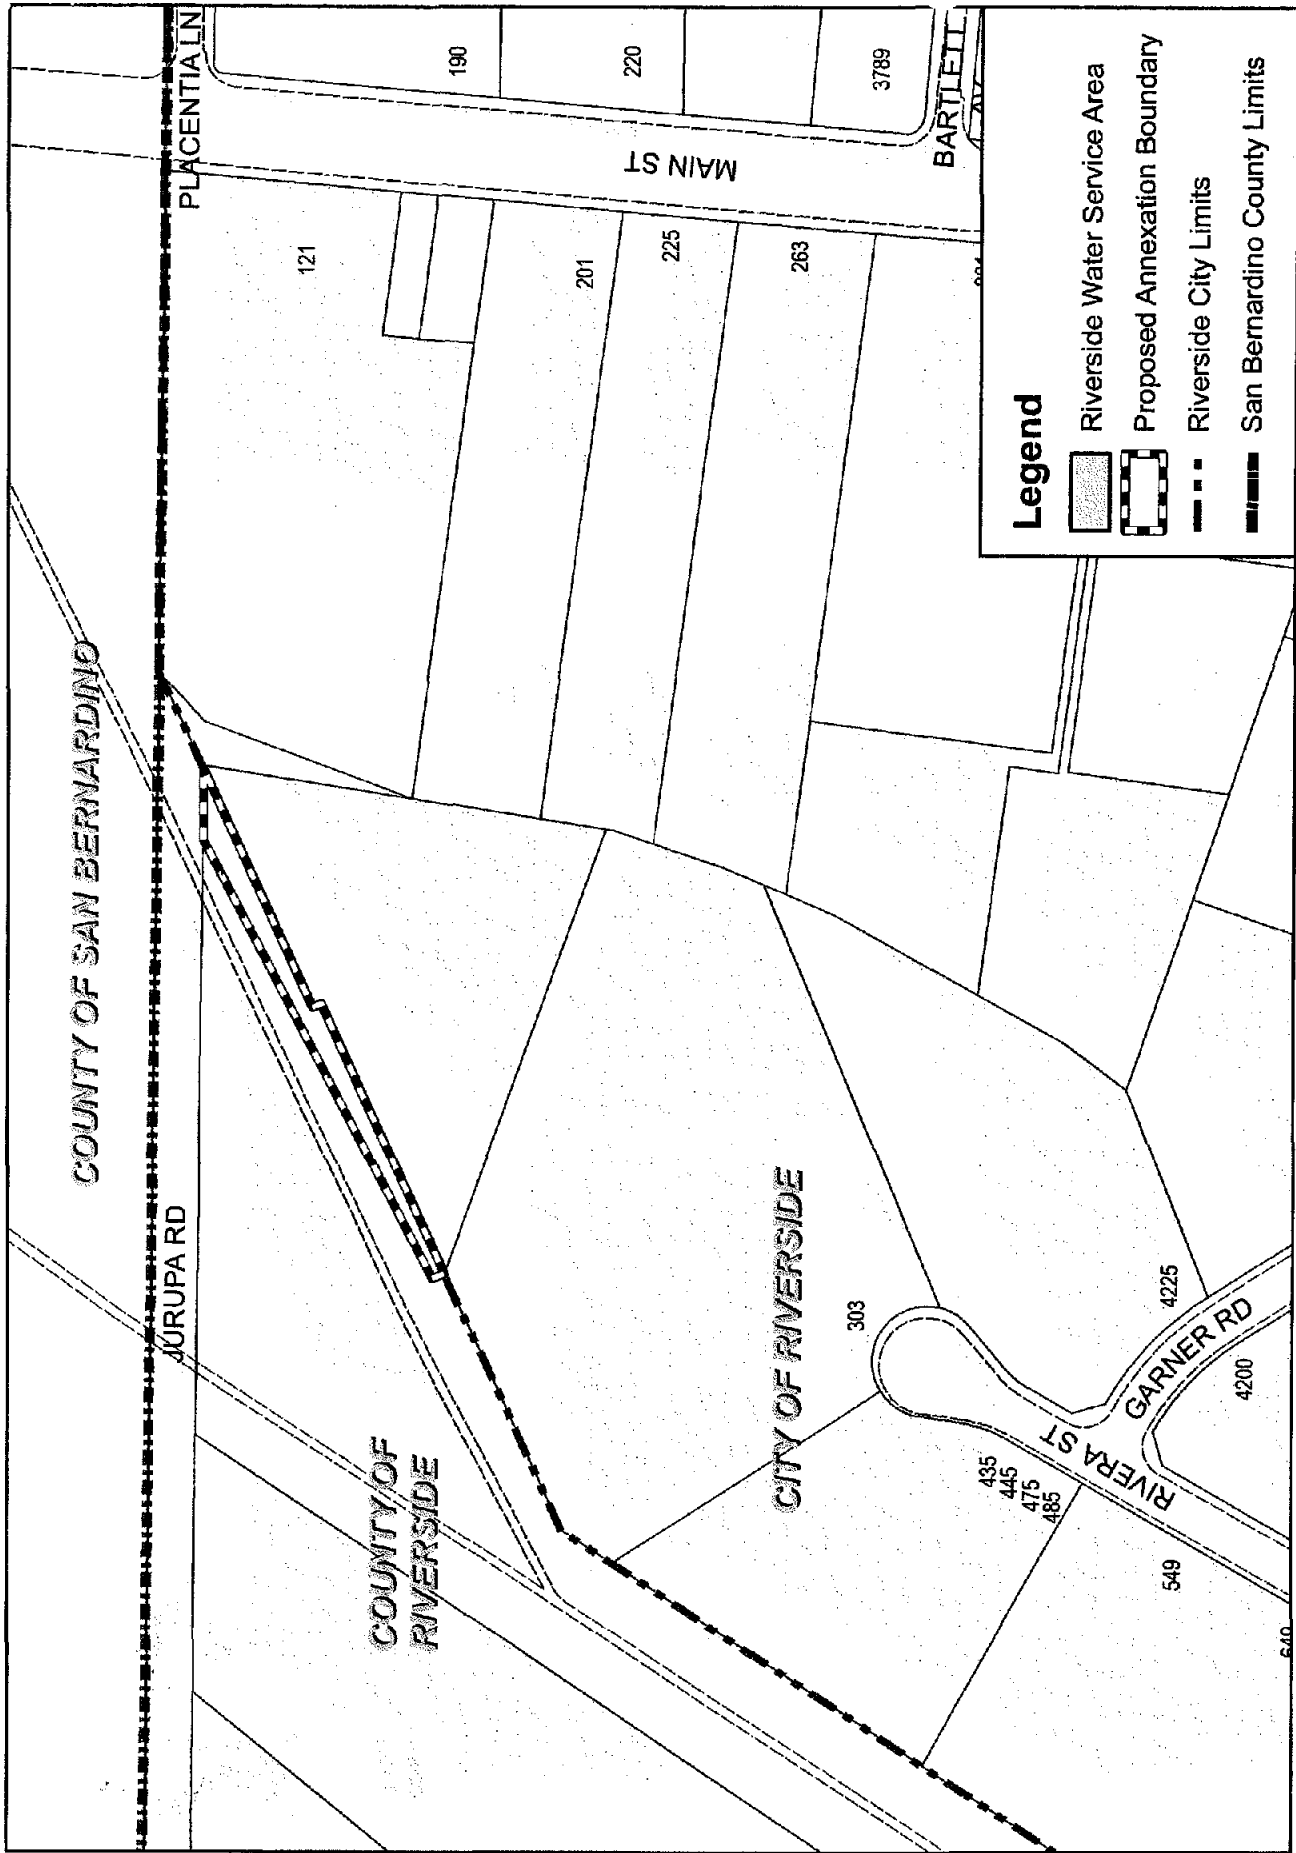 COUNTY OF SAN BERNARDINO
JURUPA RD
PLACENTIA LN
COUNTY OF
RIVERSIDE
121
190
201
220
225
263
3789
MAIN ST
BARTLETT
CITY OF RIVERSIDE
303
435
445
475
485
549
RIVERA ST
GARNER RD
4225
4200
Legend
Riverside Water Service Area
Proposed Annexation Boundary
Riverside City Limits
San Bernardino County Limits